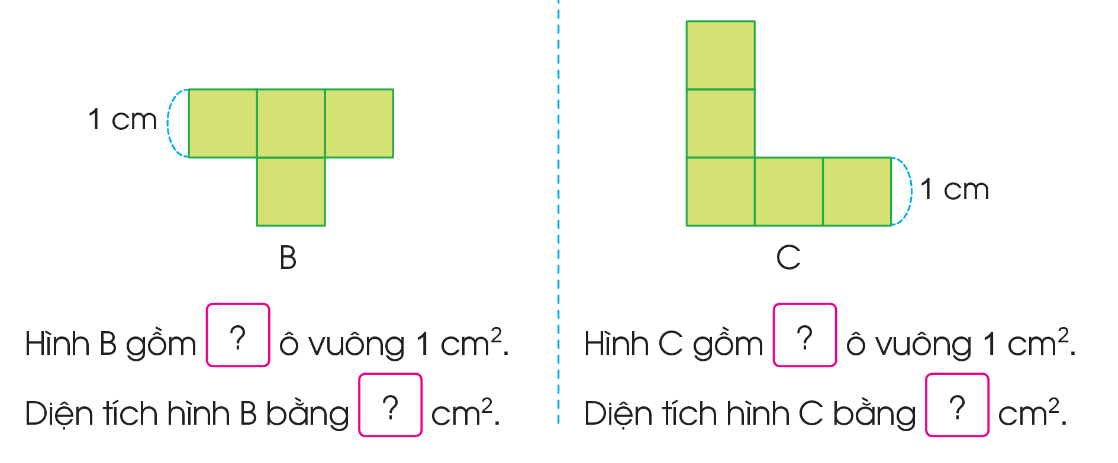 1 cm
B
Hình B gồm ? ô vuông 1 cm².
Diện tích hình B bằng ? cm².
1 cm
C
Hình C gồm ? ô vuông 1 cm².
Diện tích hình C bằng ? cm².